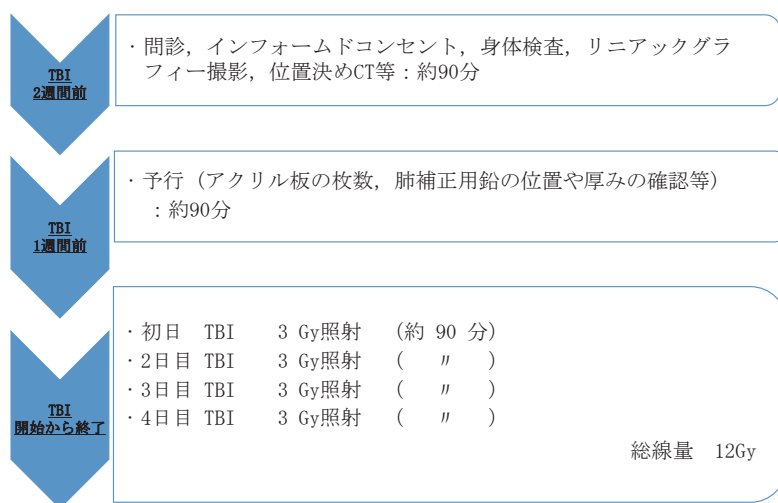 TBI
2週間前
・問診，インフォームドコンセント，身体検査，リニアックグラ
フィー撮影，位置決めCT等：約90分
TBI
1週間前
・予行（アクリル板の枚数，肺補正用鉛の位置や厚みの確認等）
：約90分
TBI
開始から終了
・初日 TBI 3 Gy照射 （約 90 分）
・2日目 TBI 3 Gy照射 （ 〃 ）
・3日目 TBI 3 Gy照射 （ 〃 ）
・4日目 TBI 3 Gy照射 （ 〃 ）
総線量 12Gy